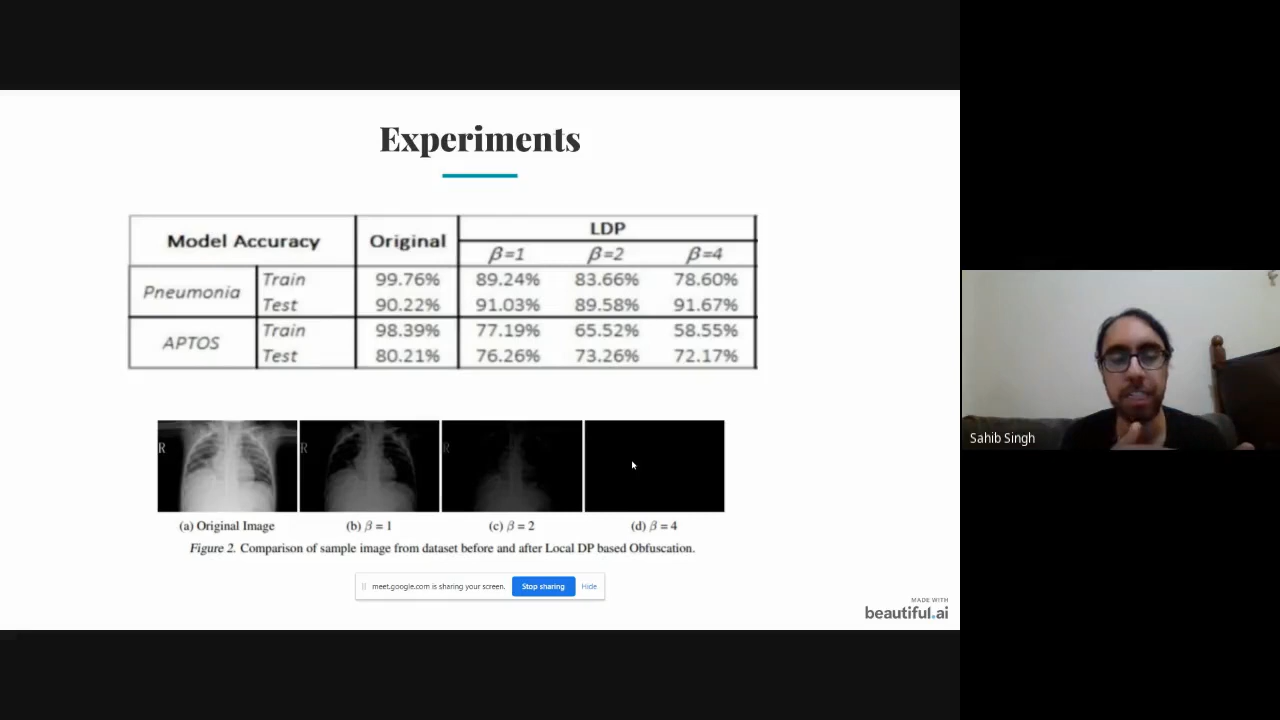 Experiments
Model Accuracy Original LDP
β=1 β=2 β=4
Pneumonia Train 99.76% 89.24% 83.66% 78.60%
Test 90.22% 91.03% 89.58% 91.67%
APTOS Train 98.39% 77.19% 65.52% 58.55%
Test 80.21% 76.26% 73.26% 72.17%
R R R
(a) Original Image (b) β = 1 (c) β = 2 (d) β = 4
Figure 2. Comparison of sample image from dataset before and after Local DP based Obfuscation.
meet.google.com is sharing your screen. Stop sharing Hide
MADE WITH
beautiful.ai
Sahib Singh